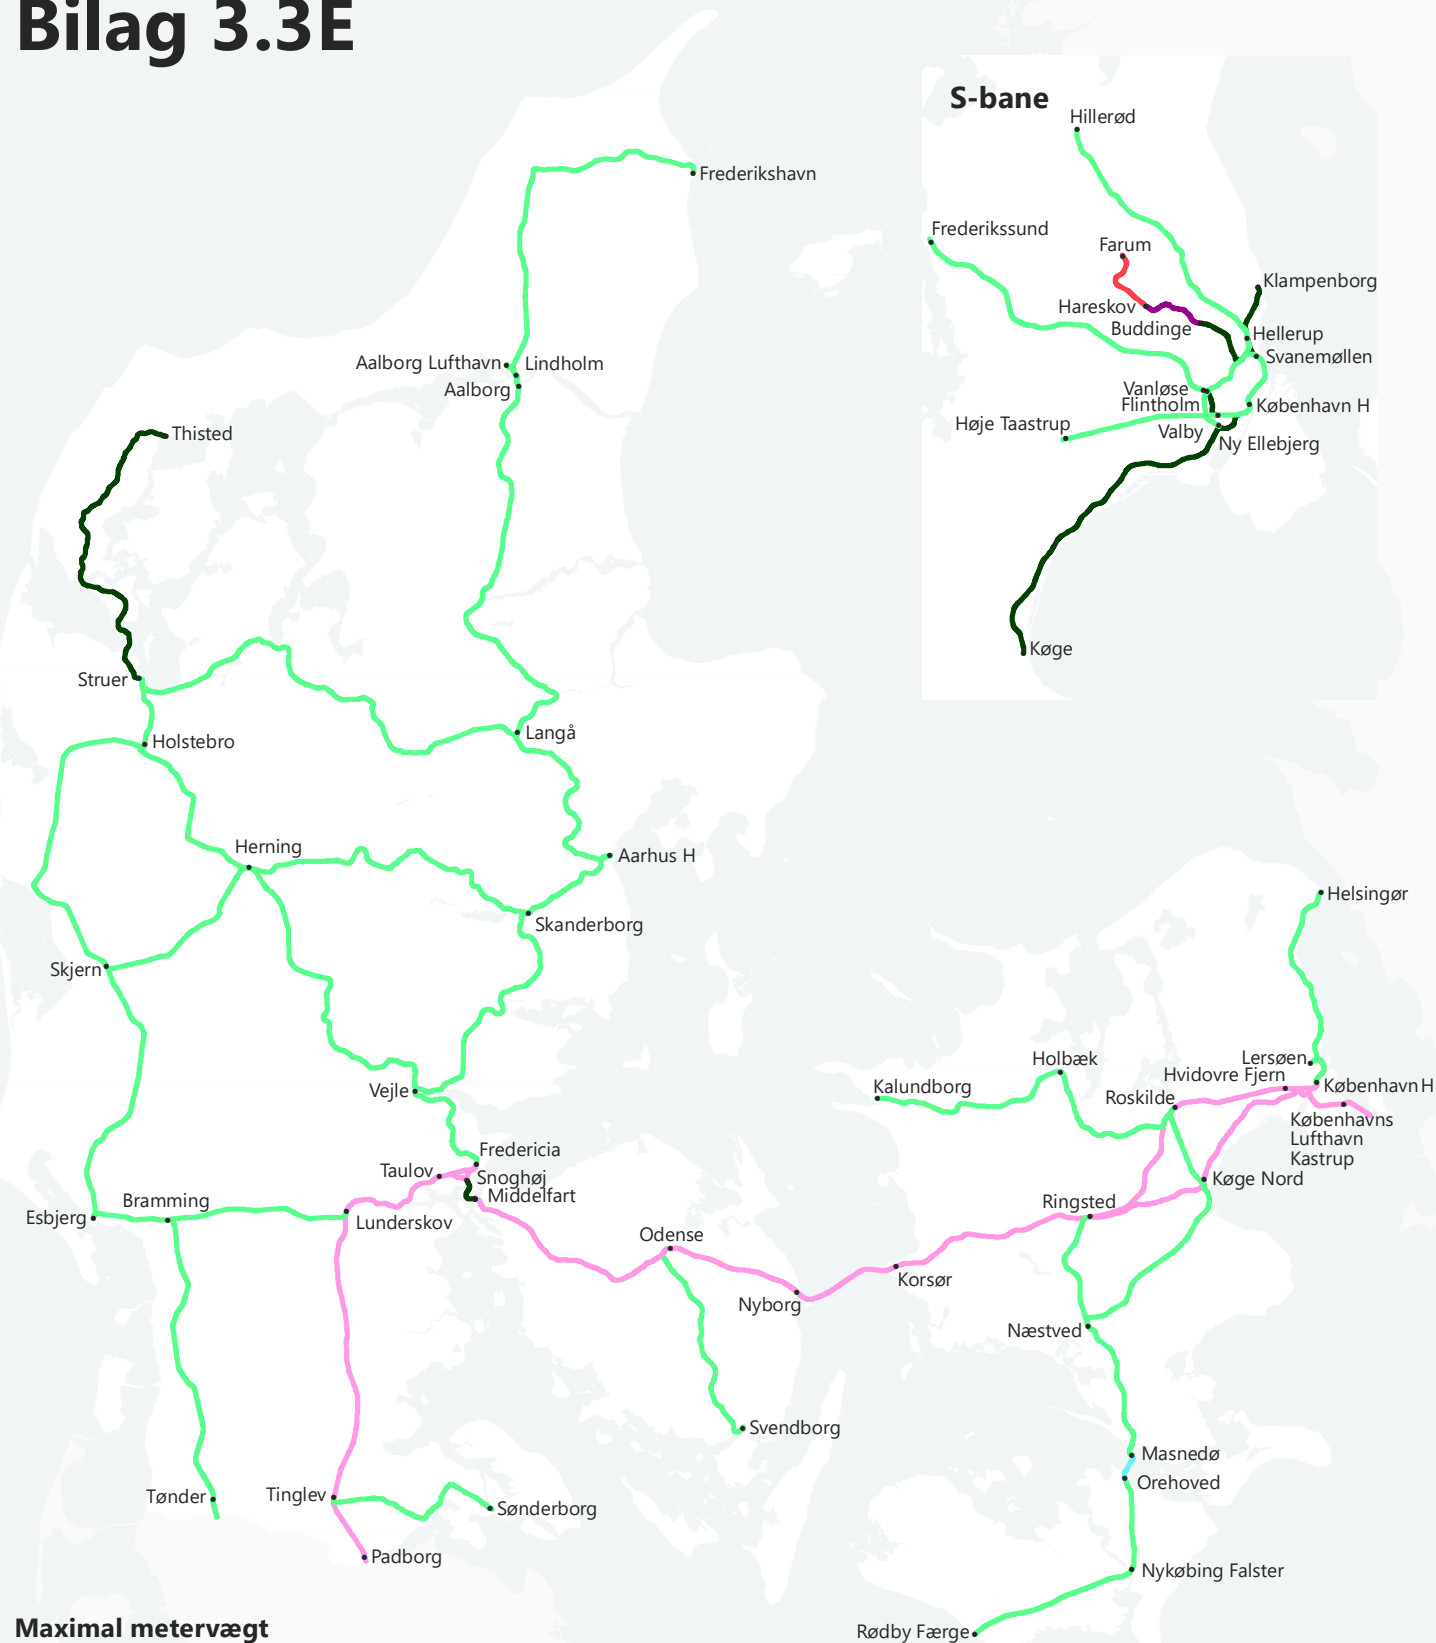 Bilag 3.3E
S-bane
Hillerød
Frederikshavn
Frederikssund
Farum
Klampenborg
Hareskov
Buddinge
Hellerup
Svanemøllen
Aalborg Lufthavn
Lindholm
Aalborg
Vanløse
Flintholm
København H
Høje Taastrup
Valby
Ny Ellebjerg
Thisted
Køge
Struer
Holstebro
Langå
Herning
Aarhus H
Helsingør
Skanderborg
Skjern
Holbæk
Lersøen
Hvidovre Fjern
København H
Kalundborg
Roskilde
Vejle
Københavns
Lufthavn
Kastrup
Fredericia
Taulov
Snoghøj
Middelfart
Køge Nord
Bramming
Esbjerg
Lunderskov
Ringsted
Odense
Korsør
Nyborg
Næstved
Svendborg
Masnedø
Orehoved
Tønder
Tinglev
Sønderborg
Padborg
Nykøbing Falster
Maximal metervægt
Rødby Færge